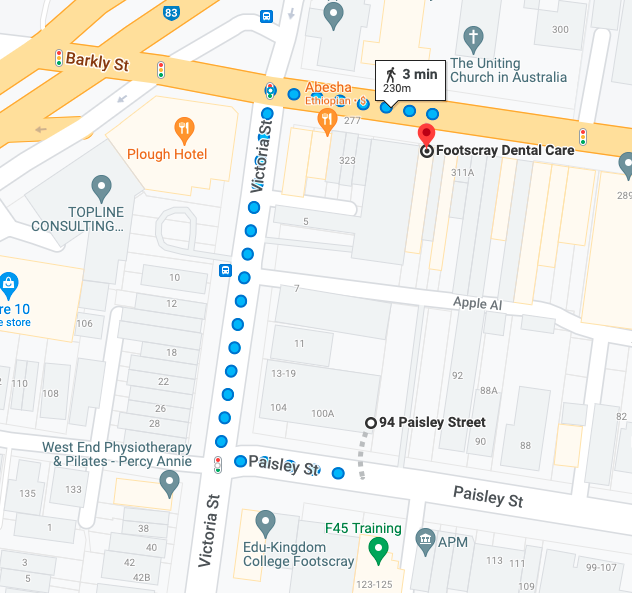 83
Barkly St
300
The Uniting
Church in Australia
3 min
230m
Abesha
Ethiopian
277
Plough Hotel
Victoria St
323
Footscray Dental Care
311A
289
TOPLINE
CONSULTING...
5
10
7
Apple Al
re 10
e store
12
106
11
18
110
108
22
13-19
92
88A
82
26
28
104
100A
94 Paisley Street
90
88
West End Physiotherapy
& Pilates - Percy Annie
Paisley St
Paisley St
135
133
Victoria St
38
40
42
42B
3
1
F45 Training
Edu-Kingdom
College Footscray
APM
123-125
113
111
109
99-107